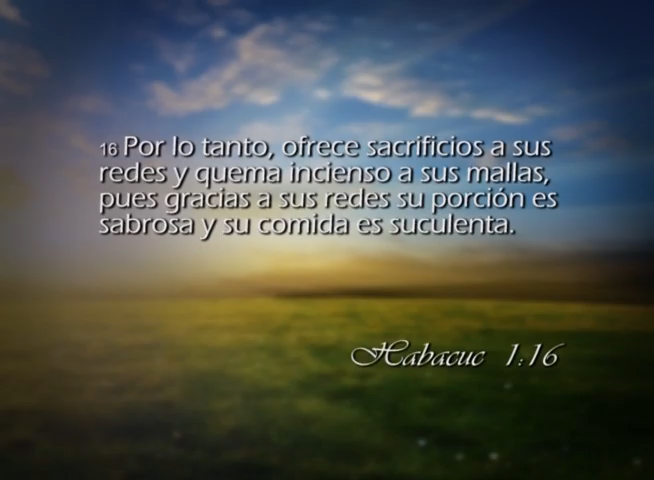 16 Por lo tanto, ofrece sacrificios a sus
redes y quema incienso a sus mallas,
pues gracias a sus redes su porción es
sabrosa y su comida es suculenta.
Habacuc 1:16